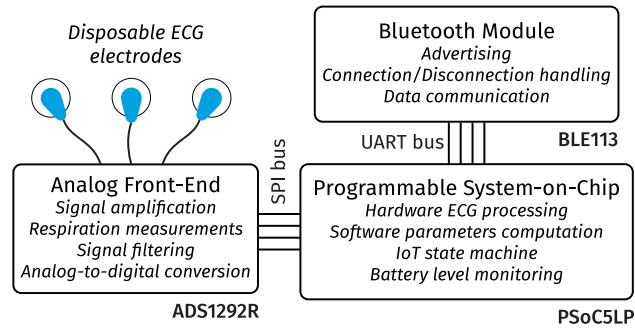 Disposable ECG
electrodes
Bluetooth Module
Advertising
Connection/Disconnection handling
Data communication
BLE113
UART bus
SPI bus
Analog Front-End
Signal amplification
Respiration measurements
Signal filtering
Analog-to-digital conversion
ADS1292R
Programmable System-on-Chip
Hardware ECG processing
Software parameters computation
IoT state machine
Battery level monitoring
PSoC5LP